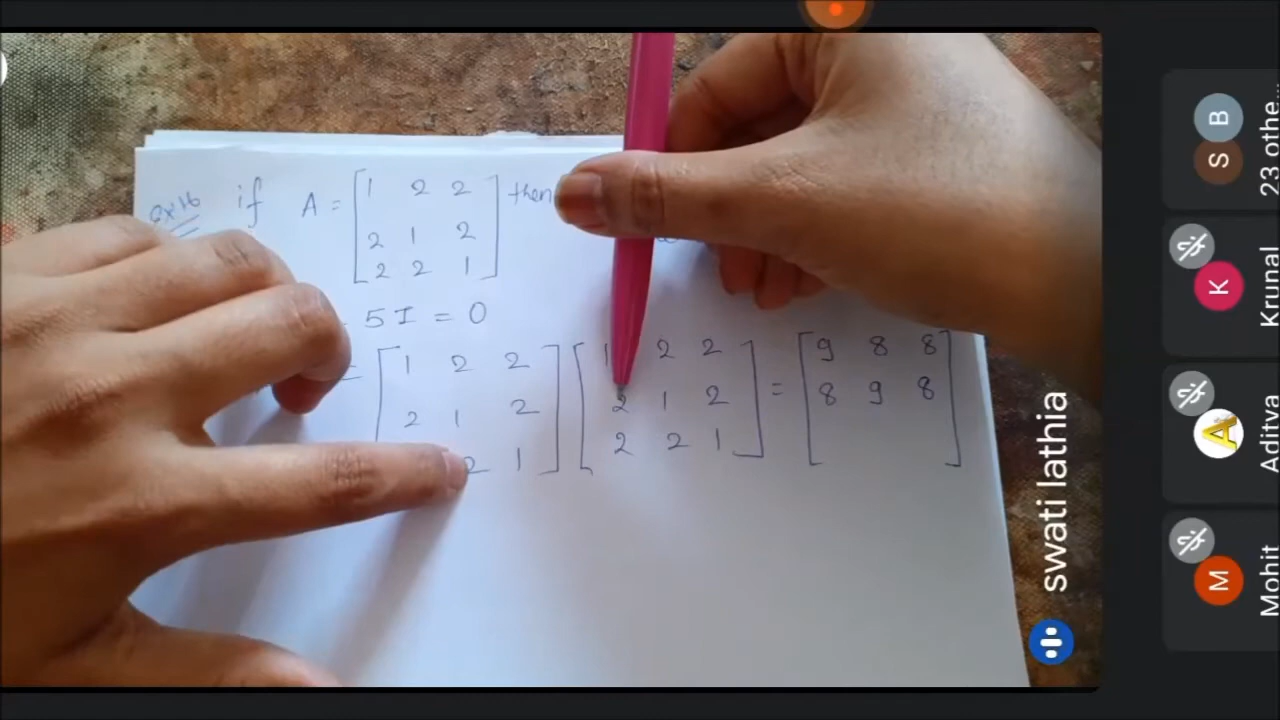 ex 16 if A = [1 2 2 then
2 1 2
2 2 1]
- 5I = 0
[1 2 2] [1 2 2] = [9 8 8]
2 1 2 2 1 2 8 9 8
2 1 2 2 1
swati lathia
S B
23 othe...
K
Krunal
A
Aditya
M
Mohit